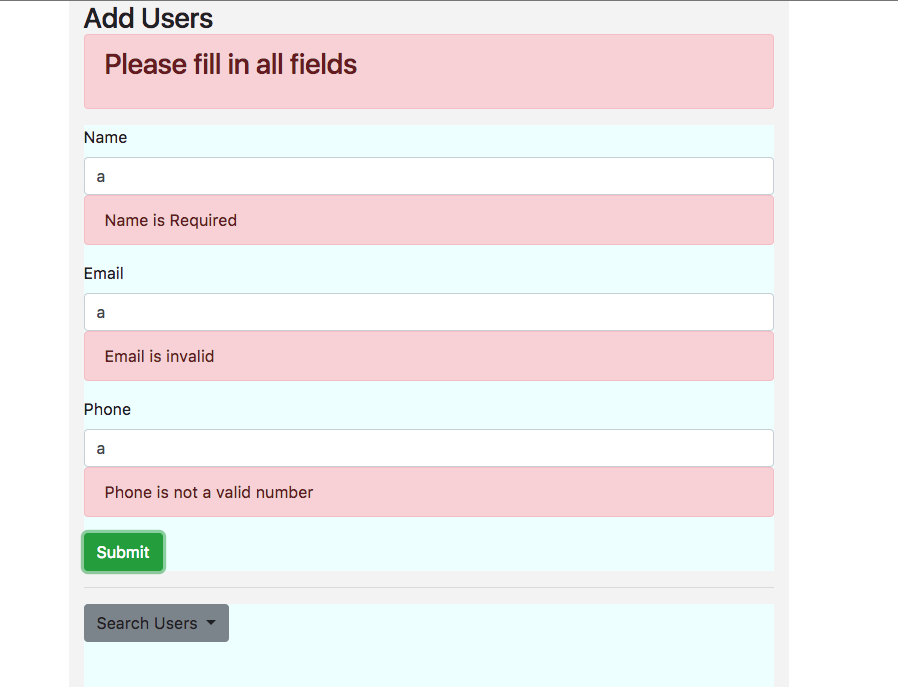 Add Users
Please fill in all fields
Name
a
Name is Required
Email
a
Email is invalid
Phone
a
Phone is not a valid number
Submit
Search Users